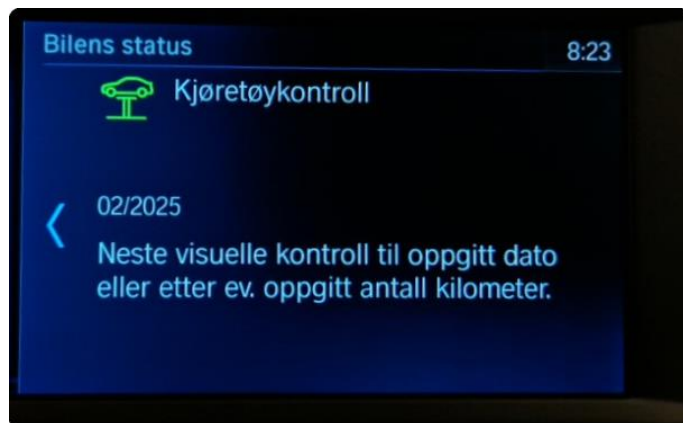 Bilens status
8:23
Kjøretøykontroll
02/2025
Neste visuelle kontroll til oppgitt dato
eller etter ev. oppgitt antall kilometer.